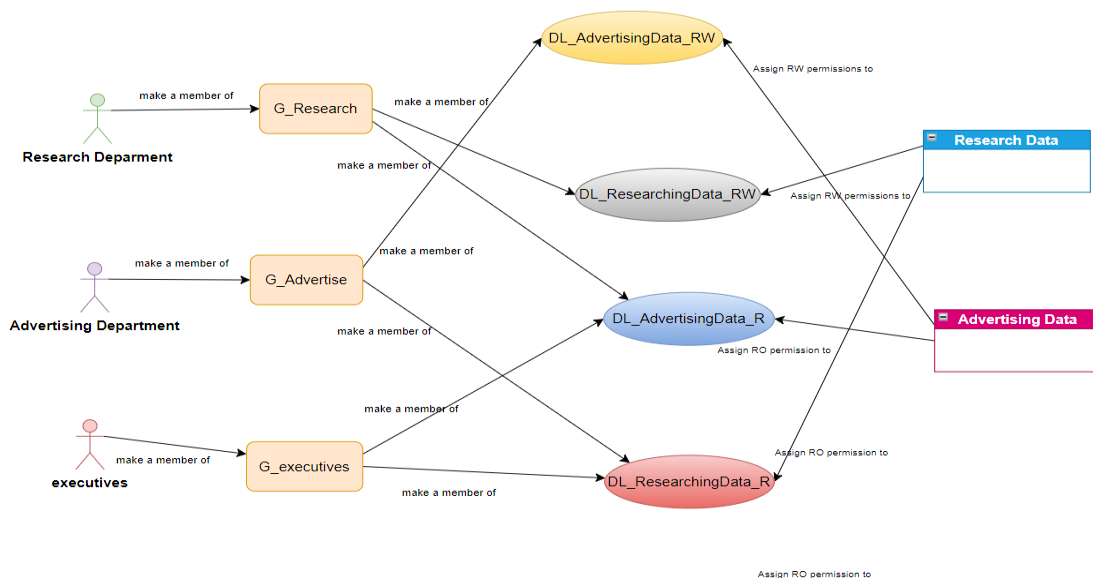 DL_AdvertisingData_RW
Assign RW permissions to
make a member of
make a member of
G_Research
Research Data
Research Deparment
make a member of
DL_ResearchingData_RW
Assign RW permissions to
make a member of
make a member of
G_Advertise
Advertising Department
DL_AdvertisingData_R
Advertising Data
make a member of
Assign RO permission to
make a member of
executives
make a member of
G_executives
Assign RO permission to
DL_ResearchingData_R
make a member of
Assign RO permission to